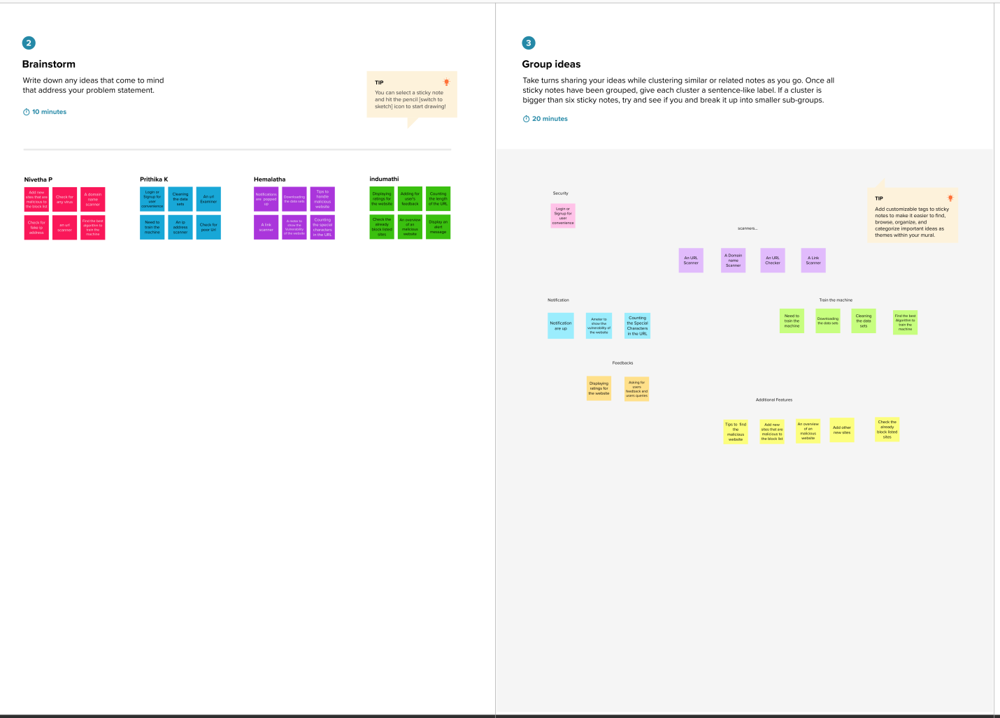 2
Brainstorm
Write down any ideas that come to mind
that address your problem statement.
10 minutes
TIP
You can select a sticky note
and hit the pencil [switch to
sketch] icon to start drawing!
Nivetha P
Add new
sites that are
malicious to
the block list
Check for
any virus
A domain
name
scanner
Check for
fake ip
address
an url
scanner
Find the best
algorithm to
train the
machine
Prithika K
Login or
Signup for
user
convenience
Cleaning
the data
sets
An url
Examiner
Need to
train the
machine
An ip
address
scanner
Check for
poor Url
Hemalatha
Notifications
are popped
up
Downloading
the data sets
Tips to
handle
malicious
website
A link
scanner
A meter to
show the
Vulnerability
of the website
Counting
the special
characters
in the URL
indumathi
Displaying
ratings for
the website
Adding for
user's
feedback
Counting
the length
of the URL
Check the
already
block listed
sites
An overview
of an
malicious
website
Display an
alert
message
3
Group ideas
Take turns sharing your ideas while clustering similar or related notes as you go. Once all
sticky notes have been grouped, give each cluster a sentence-like label. If a cluster is
bigger than six sticky notes, try and see if you and break it up into smaller sub-groups.
20 minutes
TIP
Add customizable tags to sticky
notes to make it easier to find,
browse, organize, and
categorize important ideas as
themes within your mural.
Security
Login or
Signup for
user
convenience
scanners...
An URL
Scanner
A Domain
name
Scanner
An URL
Checker
A Link
Scanner
Notification
Notification
are up
Ameter to
show the
vulnerability of
the website
Counting
the Special
Characters
in the URL
Train the machine
Need to
train the
machine
Downloading
the data sets
Cleaning
the data
sets
Find the best
Algorithm to
train the
machine
Feedbacks
Displaying
ratings for
the website
Asking for
users
feedback and
users queries
Additional Features
Tips to find
the
malicious
website
Add new
sites that are
malicious to
the block list
An overview
of an
malicious
website
Add other
new sites
Check the
already
block listed
sites